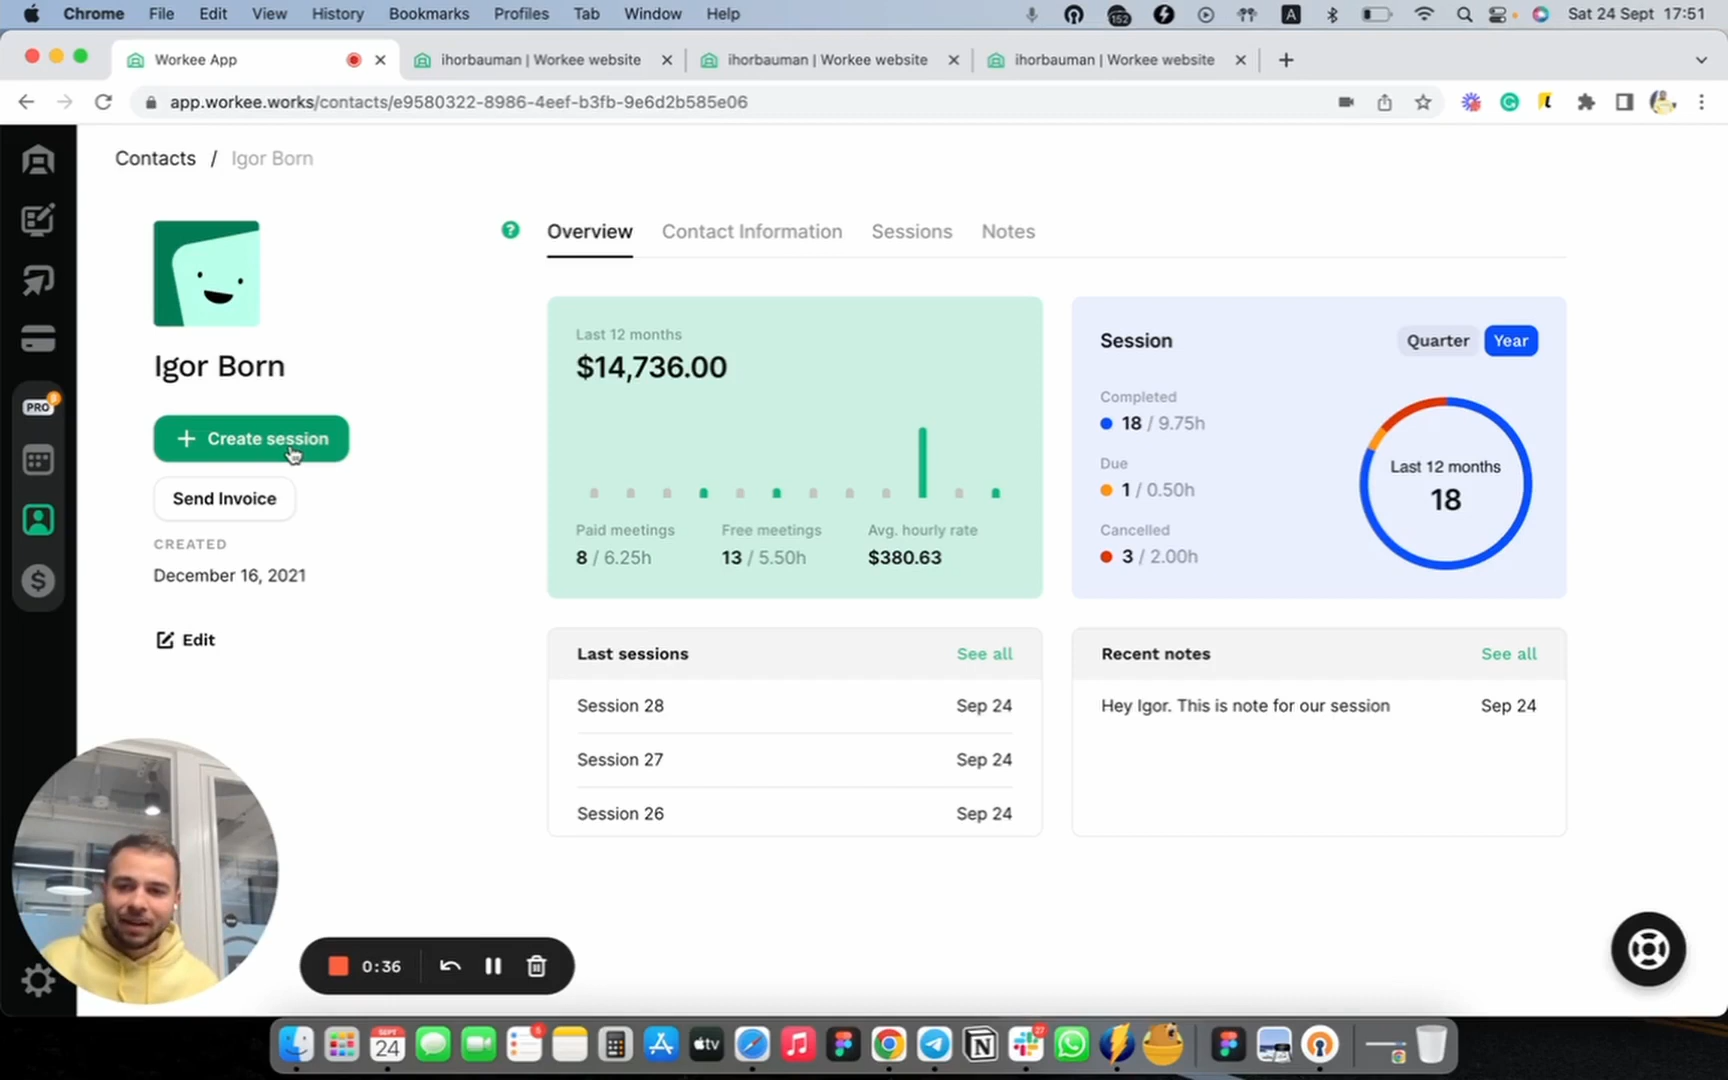 Chrome File Edit View History Bookmarks Profiles Tab Window Help 152 A Sat 24 Sept 17:51
Workee App ihorbauman | Workee website ihorbauman | Workee website ihorbauman | Workee website
app.workee.works/contacts/e9580322-8986-4eef-b3fb-9e6d2b585e06
Contacts / Igor Born
Overview Contact Information Sessions Notes
Igor Born
+ Create session
Send Invoice
CREATED
December 16, 2021
Edit
PRO
Last 12 months
$14,736.00
Paid meetings Free meetings Avg. hourly rate
8 / 6.25h 13 / 5.50h $380.63
Session Quarter Year
Completed
18 / 9.75h
Due
1 / 0.50h
Cancelled
3 / 2.00h
Last 12 months
18
Last sessions See all
Session 28 Sep 24
Session 27 Sep 24
Session 26 Sep 24
Recent notes See all
Hey Igor. This is note for our session Sep 24
0:36
SEPT
24
tv
27